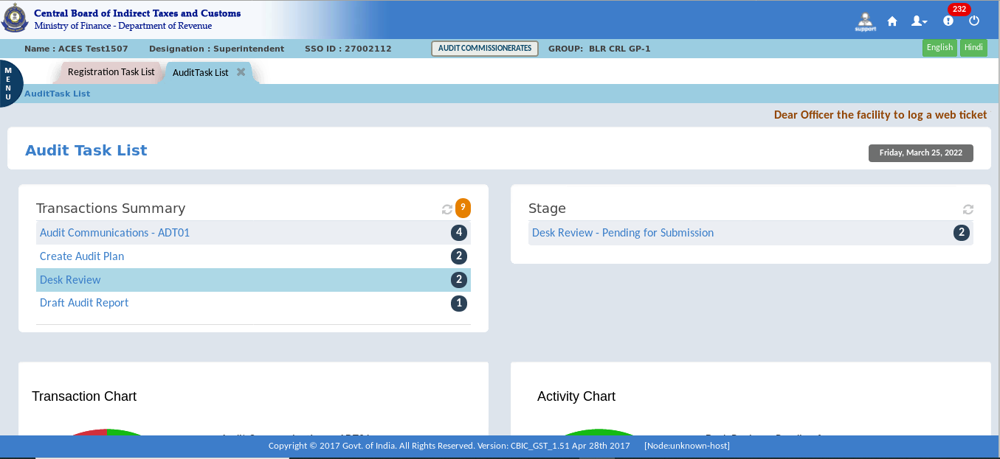 Central Board of Indirect Taxes and Customs
Ministry of Finance - Department of Revenue
support
232
Name : ACES Test1507 Designation : Superintendent SSO ID : 27002112 AUDIT COMMISSIONERATES GROUP: BLR CRL GP-1 English Hindi
MENU
Registration Task List AuditTask List
AuditTask List
Dear Officer the facility to log a web ticket
Audit Task List
Friday, March 25, 2022
Transactions Summary 9
Audit Communications - ADT01 4
Create Audit Plan 2
Desk Review 2
Draft Audit Report 1
Stage
Desk Review - Pending for Submission 2
Transaction Chart
Activity Chart
Copyright © 2017 Govt. of India. All Rights Reserved. Version: CBIC_GST_1.51 Apr 28th 2017 [Node:unknown-host]